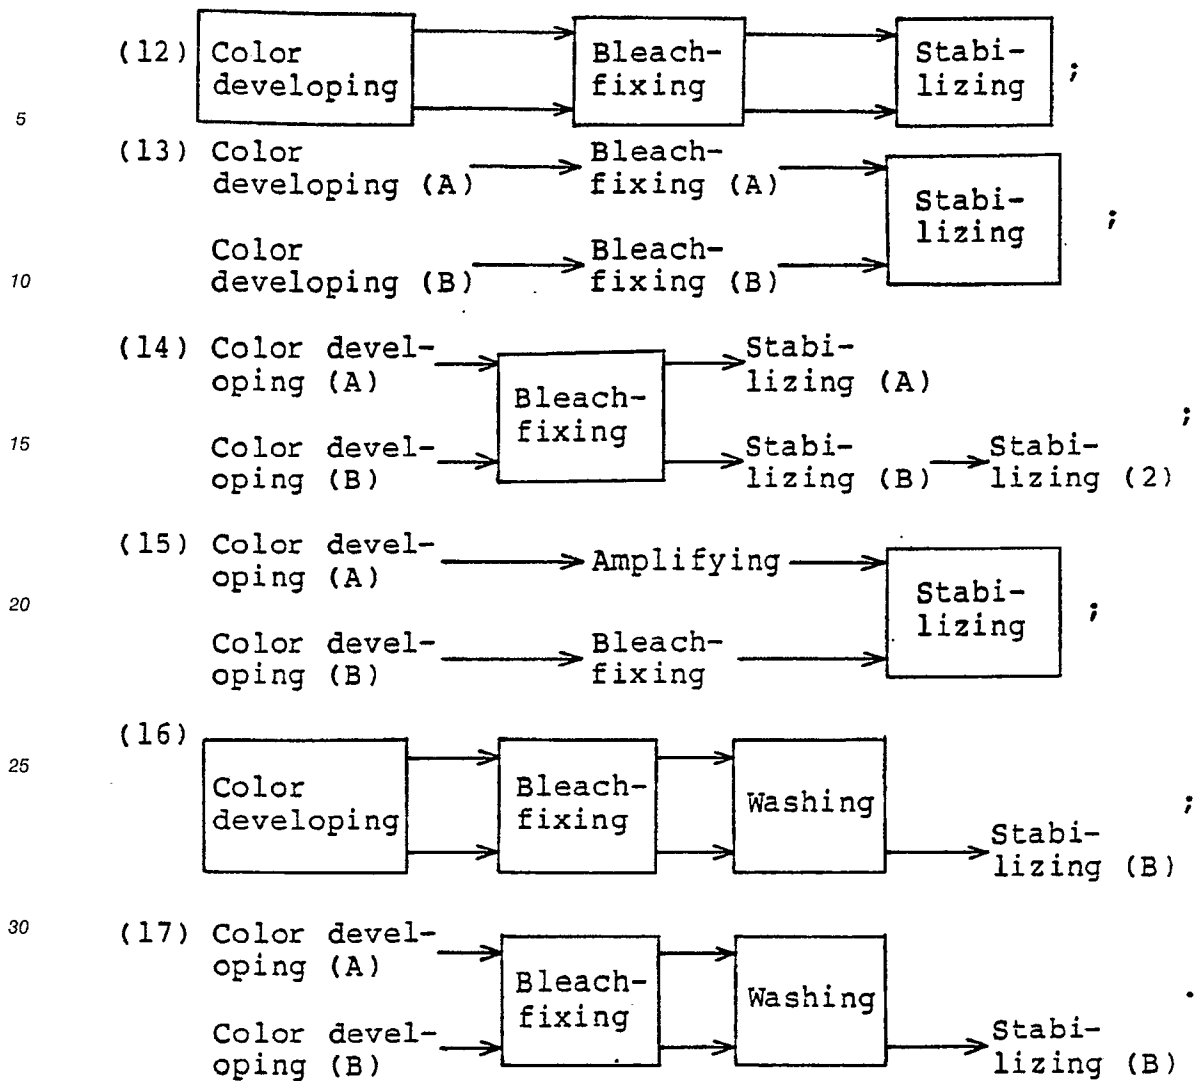 (12) Color Bleach- Stabi-
developing fixing lizing ;
5
(13) Color Bleach-
developing (A) fixing (A) Stabi-
lizing ;
Color Bleach-
developing (B) fixing (B)
10
(14) Color devel- Stabi-
oping (A) Bleach- lizing (A)
fixing ;
15
Color devel- Stabi- Stabi-
oping (B) lizing (B) lizing (2)
(15) Color devel- Amplifying
oping (A) Stabi-
20
lizing ;
Color devel- Bleach-
oping (B) fixing
(16)
25
Color Bleach- Washing ;
developing fixing
Stabi-
lizing (B)
30
(17) Color devel-
oping (A) Bleach- Washing .
fixing
Color devel- Stabi-
oping (B) lizing (B)